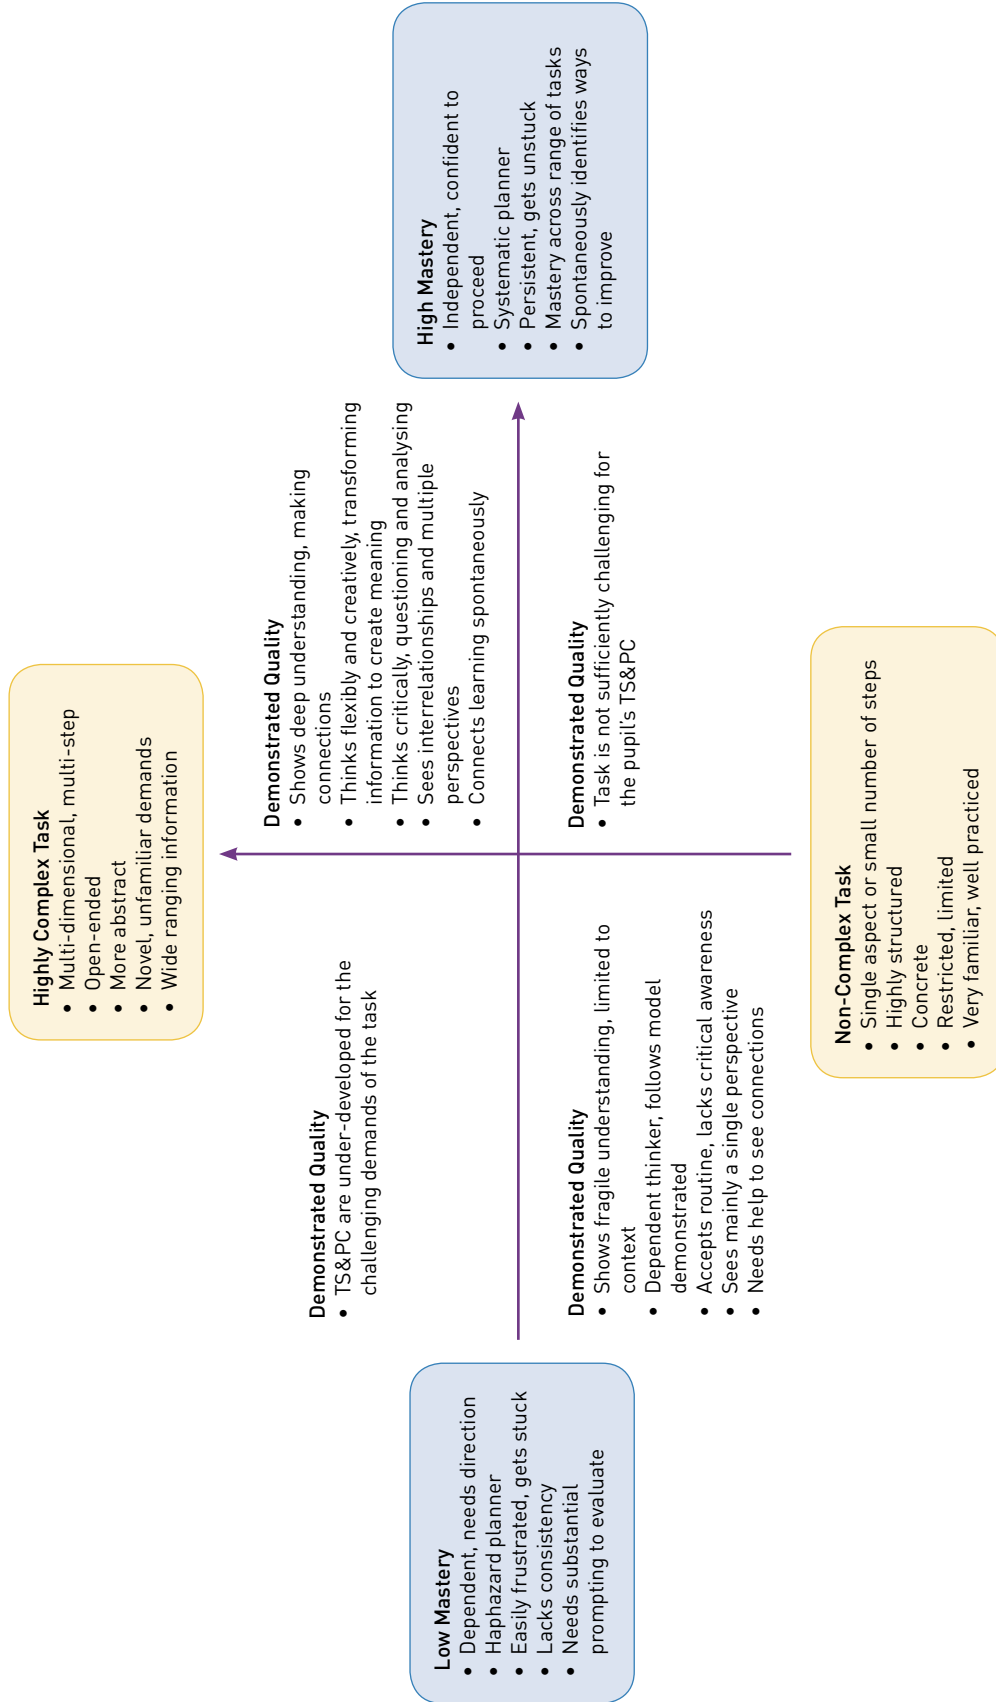 Highly Complex Task
• Multi-dimensional, multi-step
• Open-ended
• More abstract
• Novel, unfamiliar demands
• Wide ranging information
Demonstrated Quality
• TS&PC are under-developed for the
challenging demands of the task
Demonstrated Quality
• Shows deep understanding, making
connections
• Thinks flexibly and creatively, transforming
information to create meaning
• Thinks critically, questioning and analysing
• Sees interrelationships and multiple
perspectives
• Connects learning spontaneously
Low Mastery
• Dependent, needs direction
• Haphazard planner
• Easily frustrated, gets stuck
• Lacks consistency
• Needs substantial
prompting to evaluate
High Mastery
• Independent, confident to
proceed
• Systematic planner
• Persistent, gets unstuck
• Mastery across range of tasks
• Spontaneously identifies ways
to improve
Demonstrated Quality
• Shows fragile understanding, limited to
context
• Dependent thinker, follows model
demonstrated
• Accepts routine, lacks critical awareness
• Sees mainly a single perspective
• Needs help to see connections
Demonstrated Quality
• Task is not sufficiently challenging for
the pupil's TS&PC
Non-Complex Task
• Single aspect or small number of steps
• Highly structured
• Concrete
• Restricted, limited
• Very familiar, well practiced